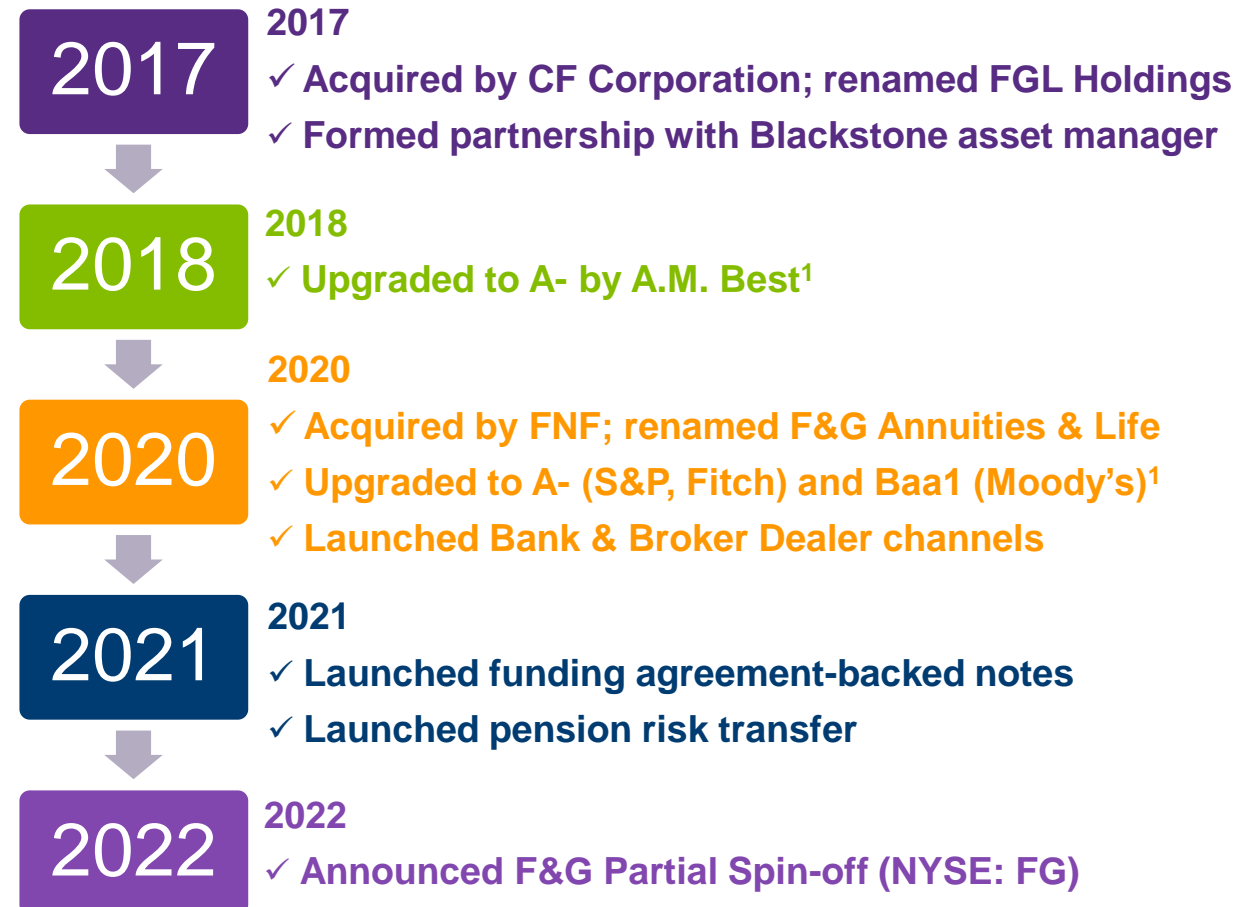 2017
2017
✓ Acquired by CF Corporation; renamed FGL Holdings
✓ Formed partnership with Blackstone asset manager
2018
2018
✓ Upgraded to A- by A.M. Best¹
2020
2020
✓ Acquired by FNF; renamed F&G Annuities & Life
✓ Upgraded to A- (S&P, Fitch) and Baa1 (Moody’s)¹
✓ Launched Bank & Broker Dealer channels
2021
2021
✓ Launched funding agreement-backed notes
✓ Launched pension risk transfer
2022
2022
✓ Announced F&G Partial Spin-off (NYSE: FG)